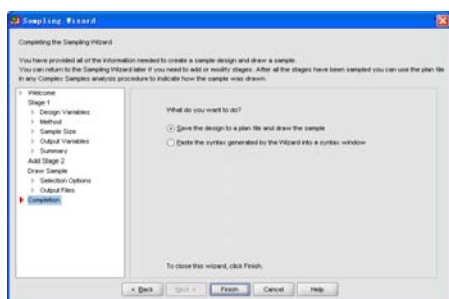 Sampling Wizard
Completing the Sampling Wizard
You have provided all of the information needed to create a sample design and draw a sample.
You can return to the Sampling Wizard later if you need to add or modify stages. After all the stages have been sampled you can use the plan file
in any Complex Samples analysis procedure to indicate how the sample was drawn.
Welcome
Stage 1
Design Variables
Method
Sample Size
Output Variables
Summary
Add Stage 2
Draw Sample
Selection Options
Output Files
Completion
What do you want to do?
Save the design to a plan file and draw the sample
Paste the syntax generated by the Wizard into a syntax window
To close this wizard, click Finish.
< Back Next > Finish Cancel Help